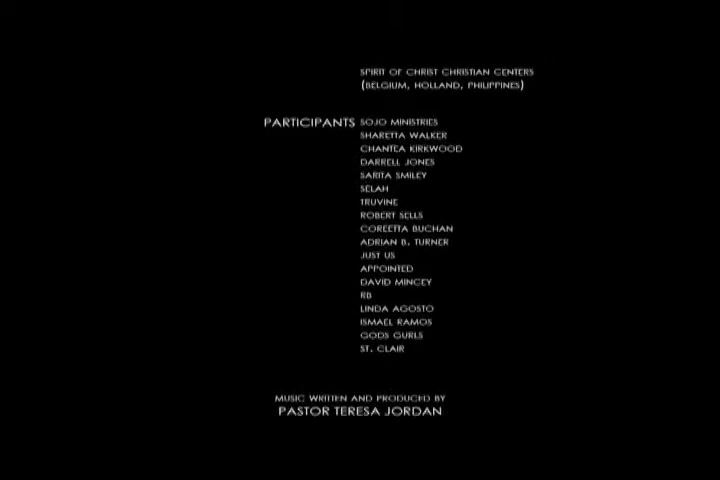 SPIRIT OF CHRIST CHRISTIAN CENTERS
(BELGIUM, HOLLAND, PHILIPPINES)
PARTICIPANTS SOJO MINISTRIES
SHARETTA WALKER
CHANTEA KIRKWOOD
DARRELL JONES
SARITA SMILEY
SELAH
TRUVINE
ROBERT SELLS
COREETTA BUCHAN
ADRIAN B. TURNER
JUST US
APPOINTED
DAVID MINCEY
RB
LINDA AGOSTO
ISMAEL RAMOS
GODS GURLS
ST. CLAIR
MUSIC WRITTEN AND PRODUCED BY
PASTOR TERESA JORDAN